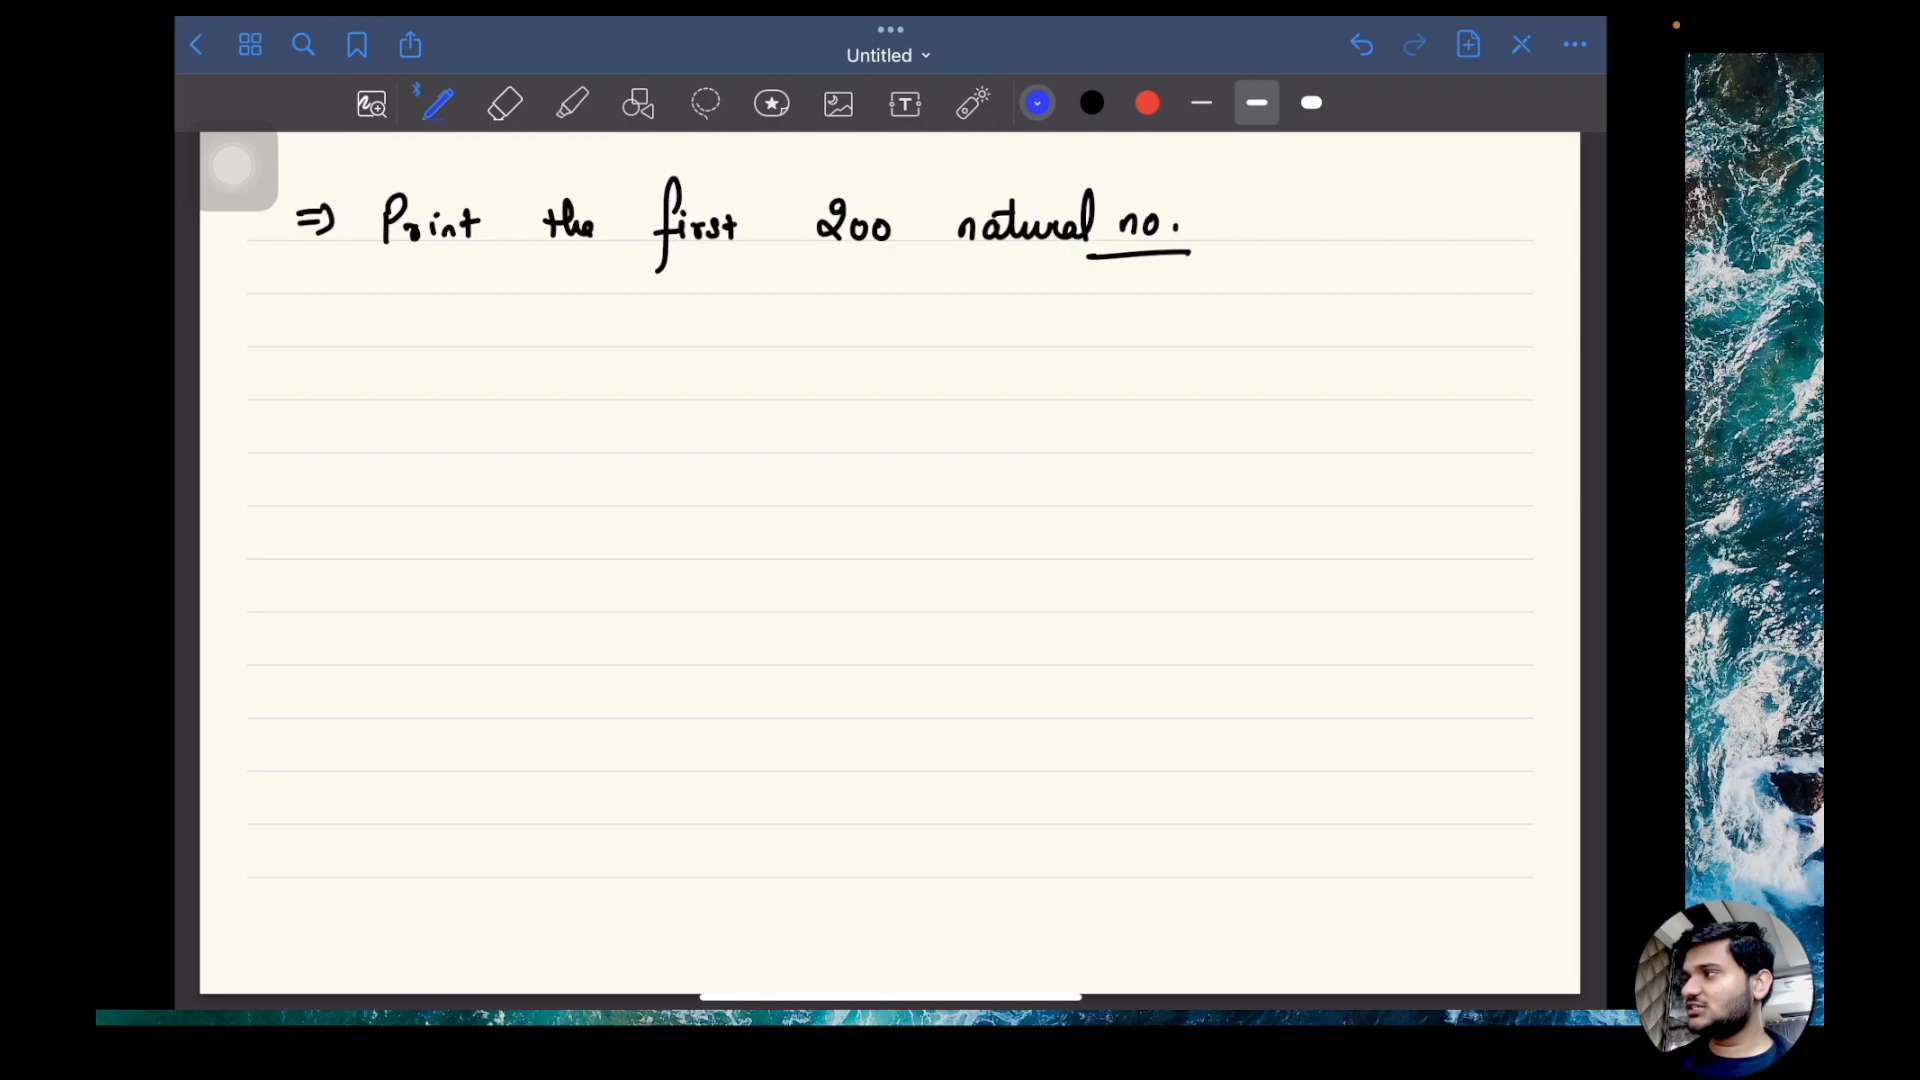 Untitled
⇒ Print the first 200 natural no.